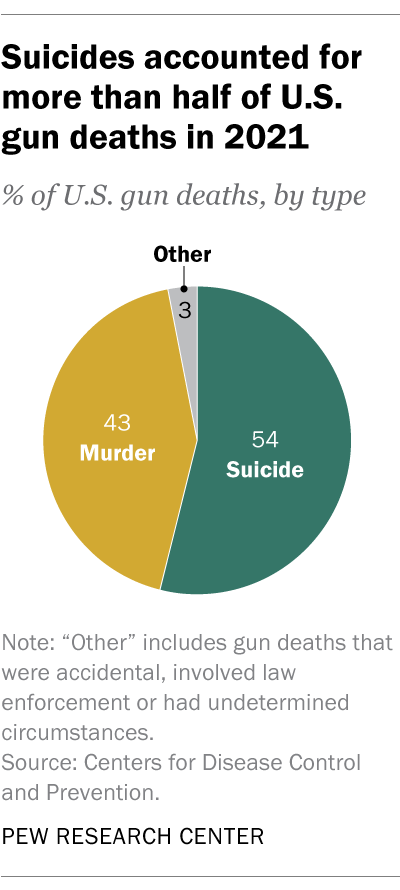 Suicides accounted for
more than half of U.S.
gun deaths in 2021
% of U.S. gun deaths, by type
Other
3
43
Murder
54
Suicide
Note: “Other” includes gun deaths that
were accidental, involved law
enforcement or had undetermined
circumstances.
Source: Centers for Disease Control
and Prevention.
PEW RESEARCH CENTER